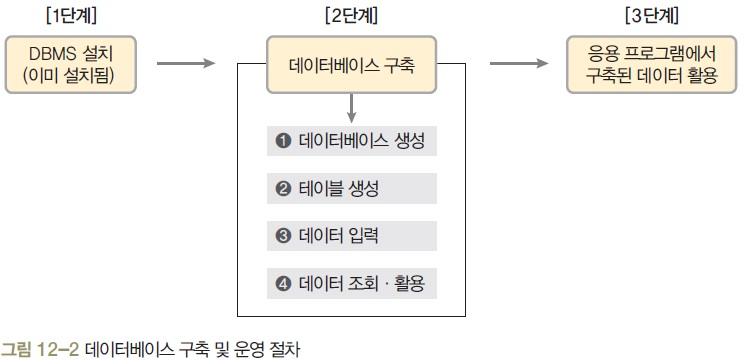 [1단계]
[2단계]
[3단계]
DBMS 설치
(이미 설치됨)
데이터베이스 구축
응용 프로그램에서
구축된 데이터 활용
❶ 데이터베이스 생성
❷ 테이블 생성
❸ 데이터 입력
❹ 데이터 조회 · 활용
그림 12-2 데이터베이스 구축 및 운영 절차